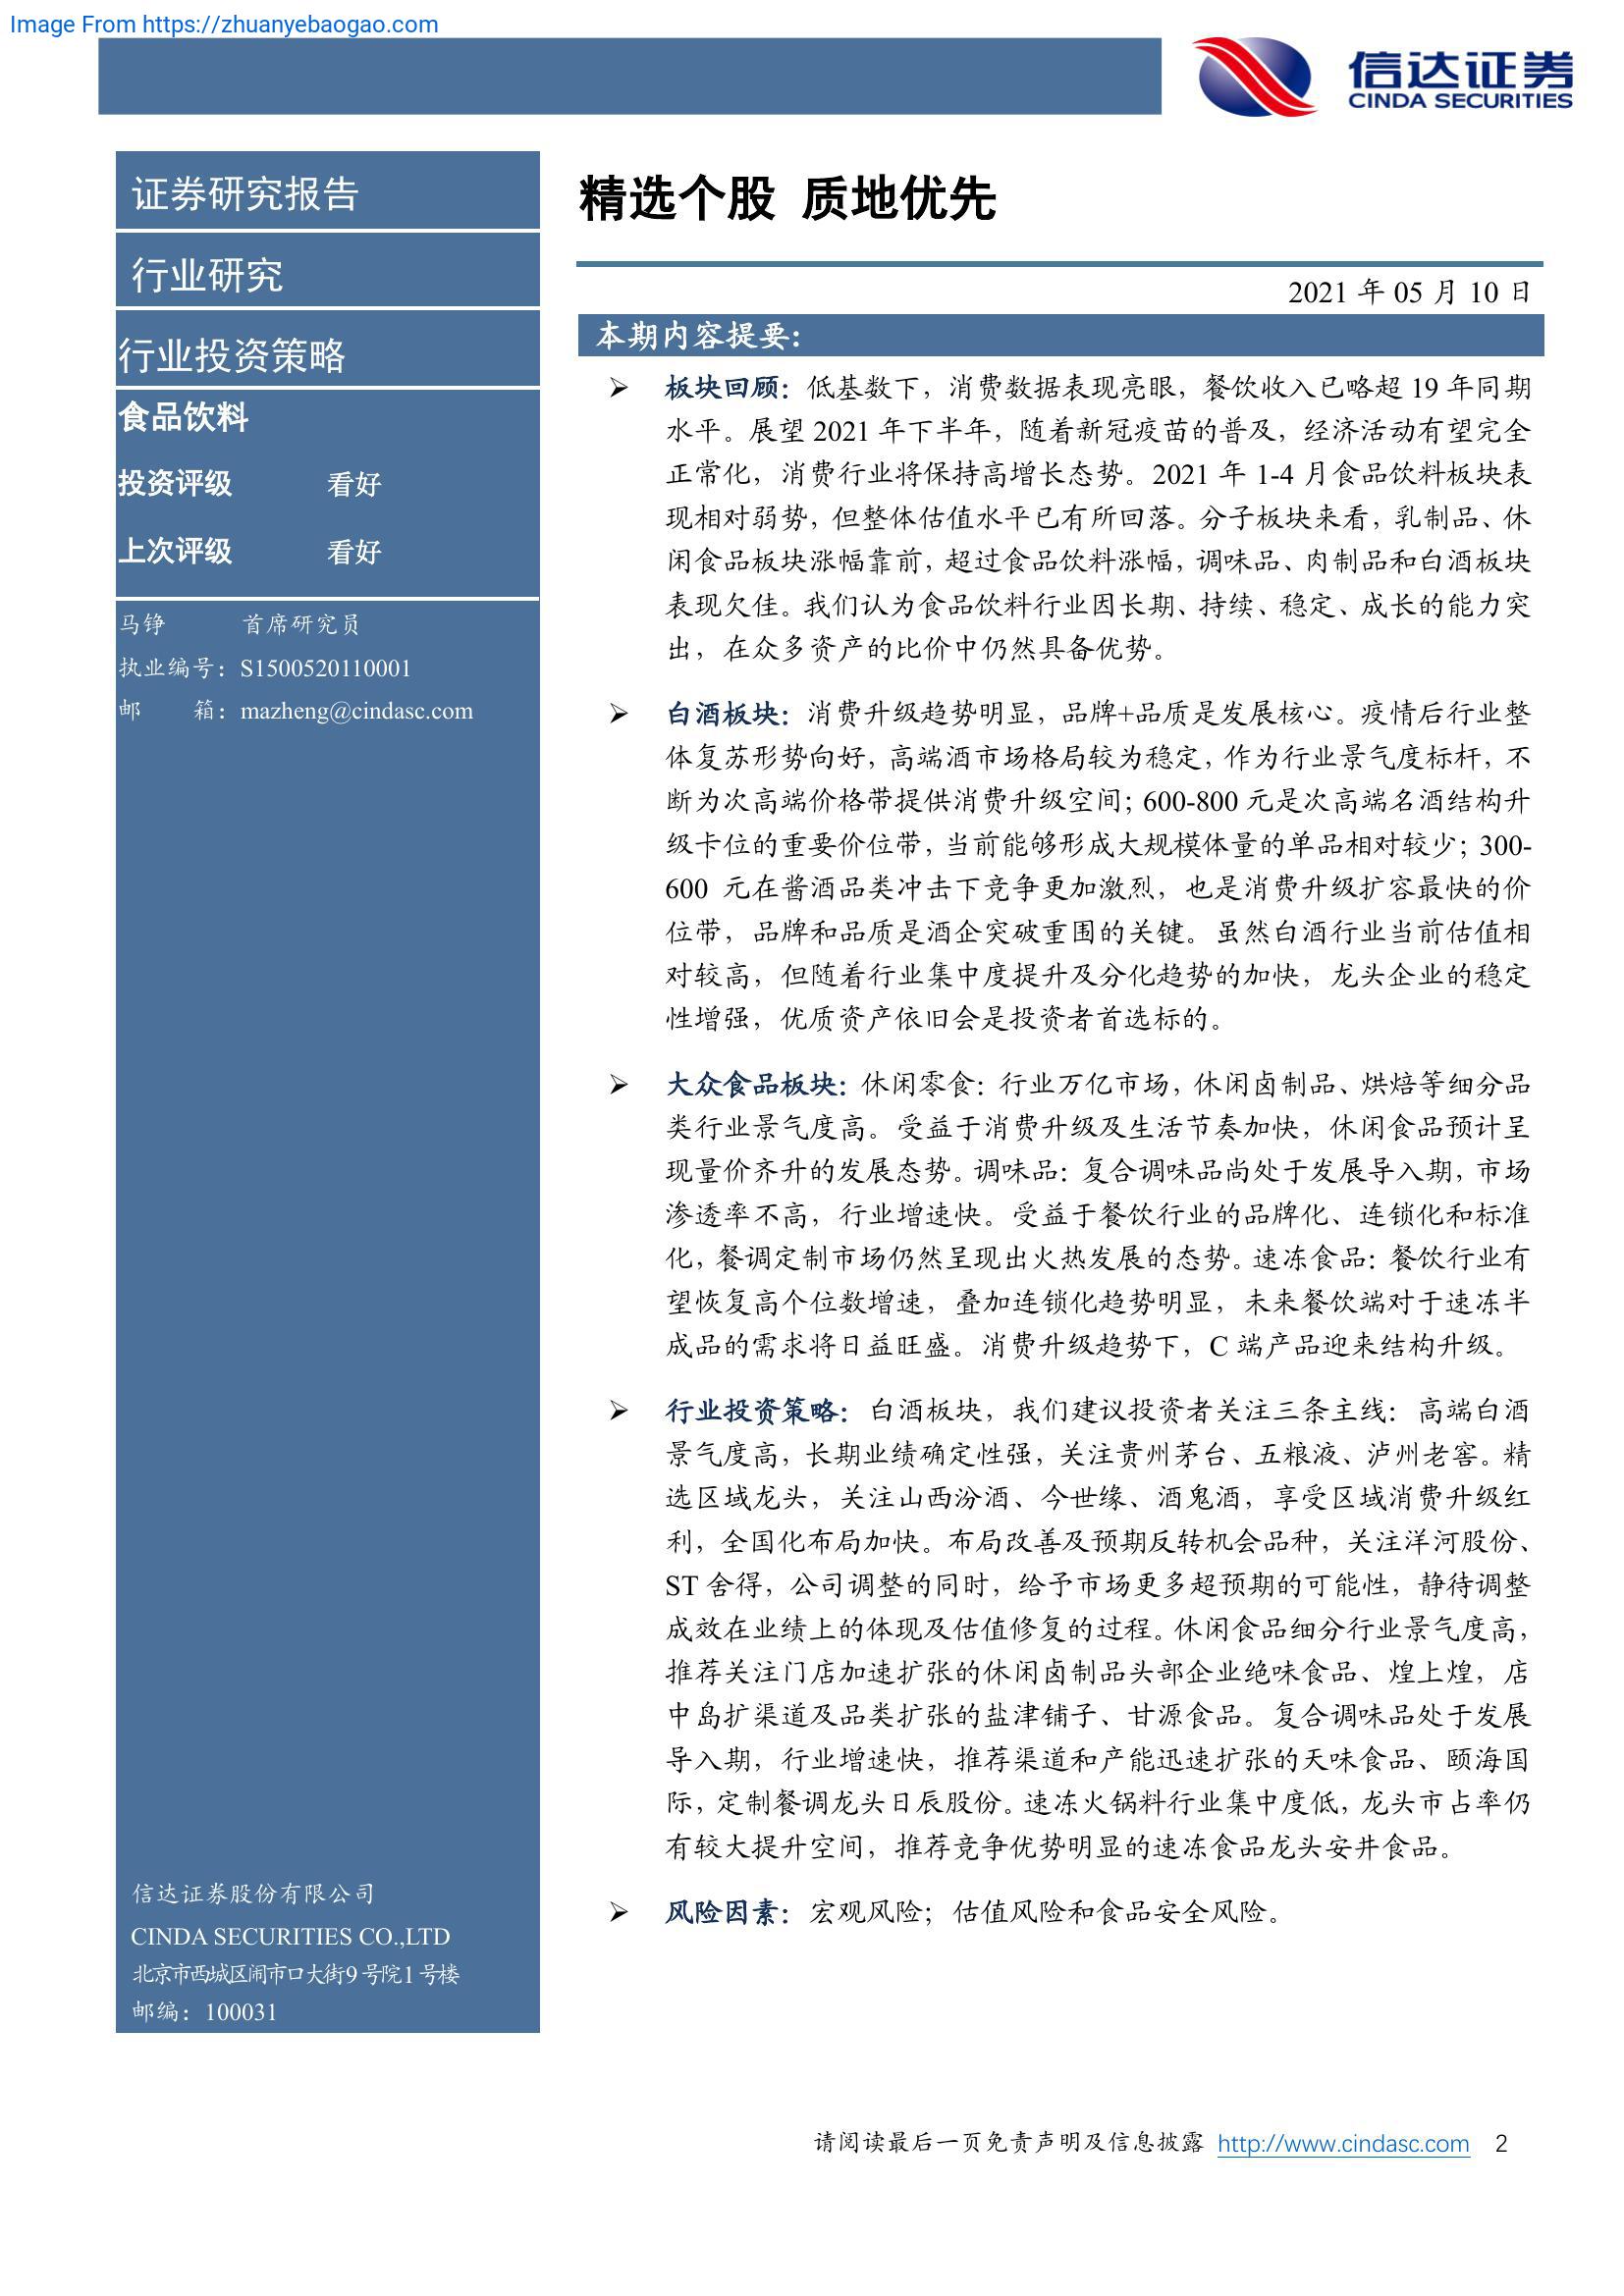 Image From https://zhuanyebaogao.com
信达证券
CINDA SECURITIES
证券研究报告
行业研究
行业投资策略
食品饮料
投资评级 看好
上次评级 看好
马铮 首席研究员
执业编号：S1500520110001
邮 箱：mazheng@cindasc.com
信达证券股份有限公司
CINDA SECURITIES CO.,LTD
北京市西城区闹市口大街9号院1号楼
邮编：100031
精选个股 质地优先
2021 年 05 月 10 日
本期内容提要：
➢ 板块回顾：低基数下，消费数据表现亮眼，餐饮收入已略超 19 年同期
水平。展望 2021 年下半年，随着新冠疫苗的普及，经济活动有望完全
正常化，消费行业将保持高增长态势。2021 年 1-4 月食品饮料板块表
现相对弱势，但整体估值水平已有所回落。分子板块来看，乳制品、休
闲食品板块涨幅靠前，超过食品饮料涨幅，调味品、肉制品和白酒板块
表现欠佳。我们认为食品饮料行业因长期、持续、稳定、成长的能力突
出，在众多资产的比价中仍然具备优势。
➢ 白酒板块：消费升级趋势明显，品牌+品质是发展核心。疫情后行业整
体复苏形势向好，高端酒市场格局较为稳定，作为行业景气度标杆，不
断为次高端价格带提供消费升级空间；600-800 元是次高端名酒结构升
级卡位的重要价位带，当前能够形成大规模体量的单品相对较少；300-
600 元在酱酒品类冲击下竞争更加激烈，也是消费升级扩容最快的价
位带，品牌和品质是酒企突破重围的关键。虽然白酒行业当前估值相
对较高，但随着行业集中度提升及分化趋势的加快，龙头企业的稳定
性增强，优质资产依旧会是投资者首选标的。
➢ 大众食品板块：休闲零食：行业万亿市场，休闲卤制品、烘焙等细分品
类行业景气度高。受益于消费升级及生活节奏加快，休闲食品预计呈
现量价齐升的发展态势。调味品：复合调味品尚处于发展导入期，市场
渗透率不高，行业增速快。受益于餐饮行业的品牌化、连锁化和标准
化，餐调定制市场仍然呈现出火热发展的态势。速冻食品：餐饮行业有
望恢复高个位数增速，叠加连锁化趋势明显，未来餐饮端对于速冻半
成品的需求将日益旺盛。消费升级趋势下，C 端产品迎来结构升级。
➢ 行业投资策略：白酒板块，我们建议投资者关注三条主线：高端白酒
景气度高，长期业绩确定性强，关注贵州茅台、五粮液、泸州老窖。精
选区域龙头，关注山西汾酒、今世缘、酒鬼酒，享受区域消费升级红
利，全国化布局加快。布局改善及预期反转机会品种，关注洋河股份、
ST 舍得，公司调整的同时，给予市场更多超预期的可能性，静待调整
成效在业绩上的体现及估值修复的过程。休闲食品细分行业景气度高，
推荐关注门店加速扩张的休闲卤制品头部企业绝味食品、煌上煌，店
中岛扩渠道及品类扩张的盐津铺子、甘源食品。复合调味品处于发展
导入期，行业增速快，推荐渠道和产能迅速扩张的天味食品、颐海国
际，定制餐调龙头日辰股份。速冻火锅料行业集中度低，龙头市占率仍
有较大提升空间，推荐竞争优势明显的速冻食品龙头安井食品。
➢ 风险因素：宏观风险；估值风险和食品安全风险。
请阅读最后一页免责声明及信息披露 http://www.cindasc.com 2